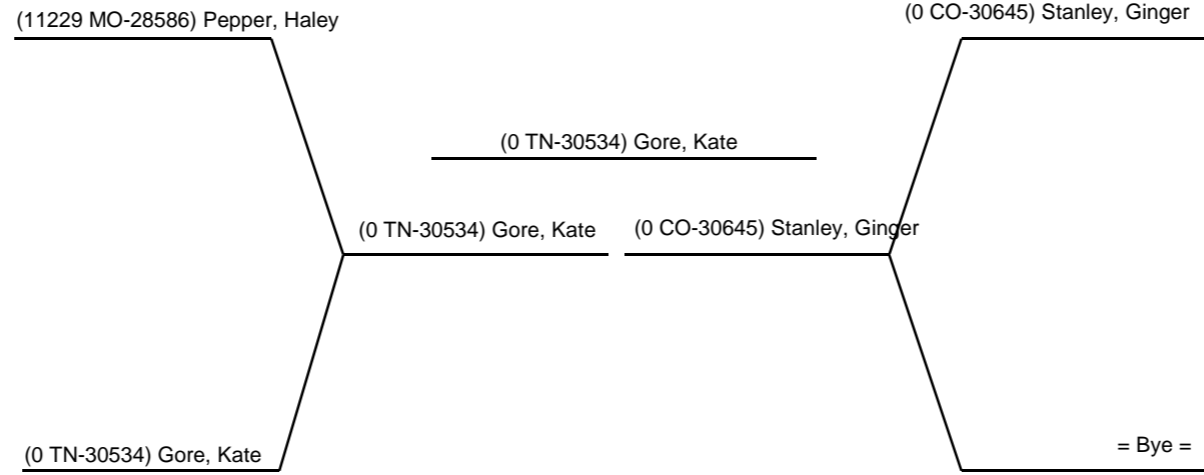 (11229 MO-28586) Pepper, Haley
(0 CO-30645) Stanley, Ginger
(0 TN-30534) Gore, Kate
(0 TN-30534) Gore, Kate
(0 CO-30645) Stanley, Ginger
(0 TN-30534) Gore, Kate
= Bye =